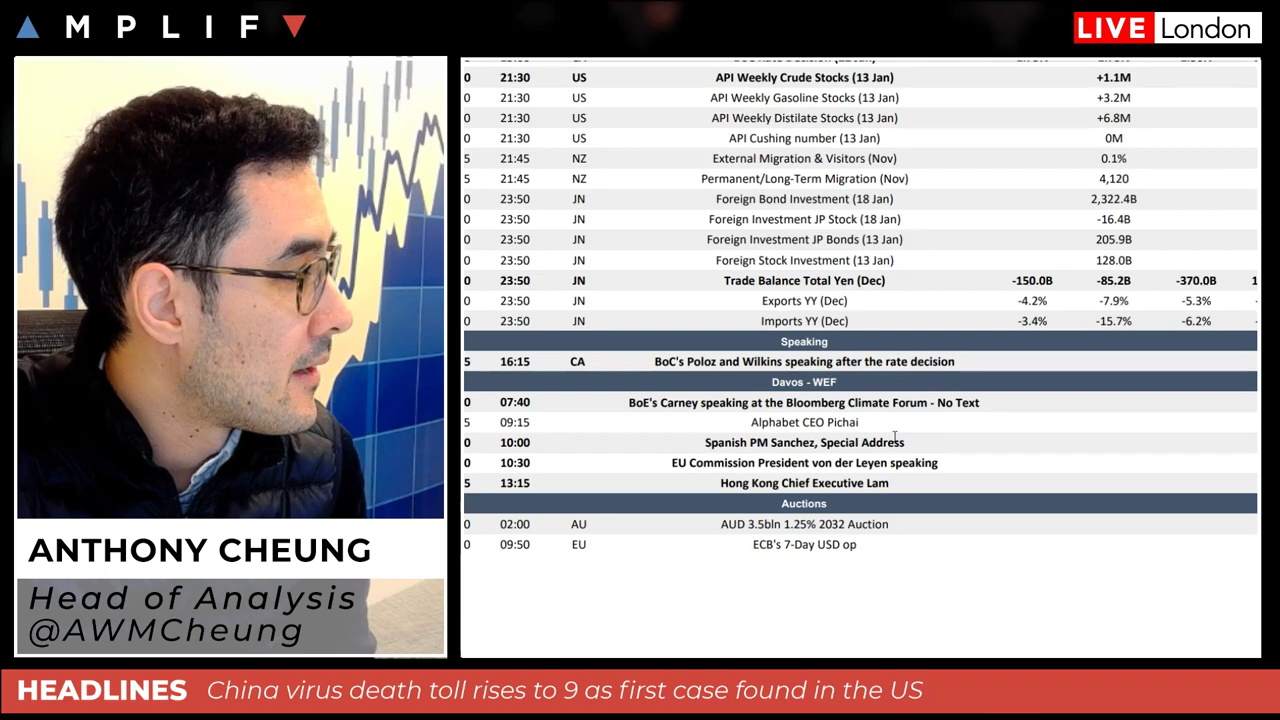 AMPLIFY
LIVE London
0 21:30 US API Weekly Crude Stocks (13 Jan) +1.1M
0 21:30 US API Weekly Gasoline Stocks (13 Jan) +3.2M
0 21:30 US API Weekly Distilate Stocks (13 Jan) +6.8M
0 21:30 US API Cushing number (13 Jan) 0M
5 21:45 NZ External Migration & Visitors (Nov) 0.1%
5 21:45 NZ Permanent/Long-Term Migration (Nov) 4,120
0 23:50 JN Foreign Bond Investment (18 Jan) 2,322.4B
0 23:50 JN Foreign Investment JP Stock (18 Jan) -16.4B
0 23:50 JN Foreign Investment JP Bonds (13 Jan) 205.9B
0 23:50 JN Foreign Stock Investment (13 Jan) 128.0B
0 23:50 JN Trade Balance Total Yen (Dec) -150.0B -85.2B -370.0B 1
0 23:50 JN Exports YY (Dec) -4.2% -7.9% -5.3%
0 23:50 JN Imports YY (Dec) -3.4% -15.7% -6.2% -
Speaking
5 16:15 CA BoC's Poloz and Wilkins speaking after the rate decision
Davos - WEF
0 07:40 BoE's Carney speaking at the Bloomberg Climate Forum - No Text
5 09:15 Alphabet CEO Pichai
0 10:00 Spanish PM Sanchez, Special Address
0 10:30 EU Commission President von der Leyen speaking
5 13:15 Hong Kong Chief Executive Lam
Auctions
0 02:00 AU AUD 3.5bln 1.25% 2032 Auction
0 09:50 EU ECB's 7-Day USD op
ANTHONY CHEUNG
Head of Analysis
@AWMCheung
HEADLINES China virus death toll rises to 9 as first case found in the US